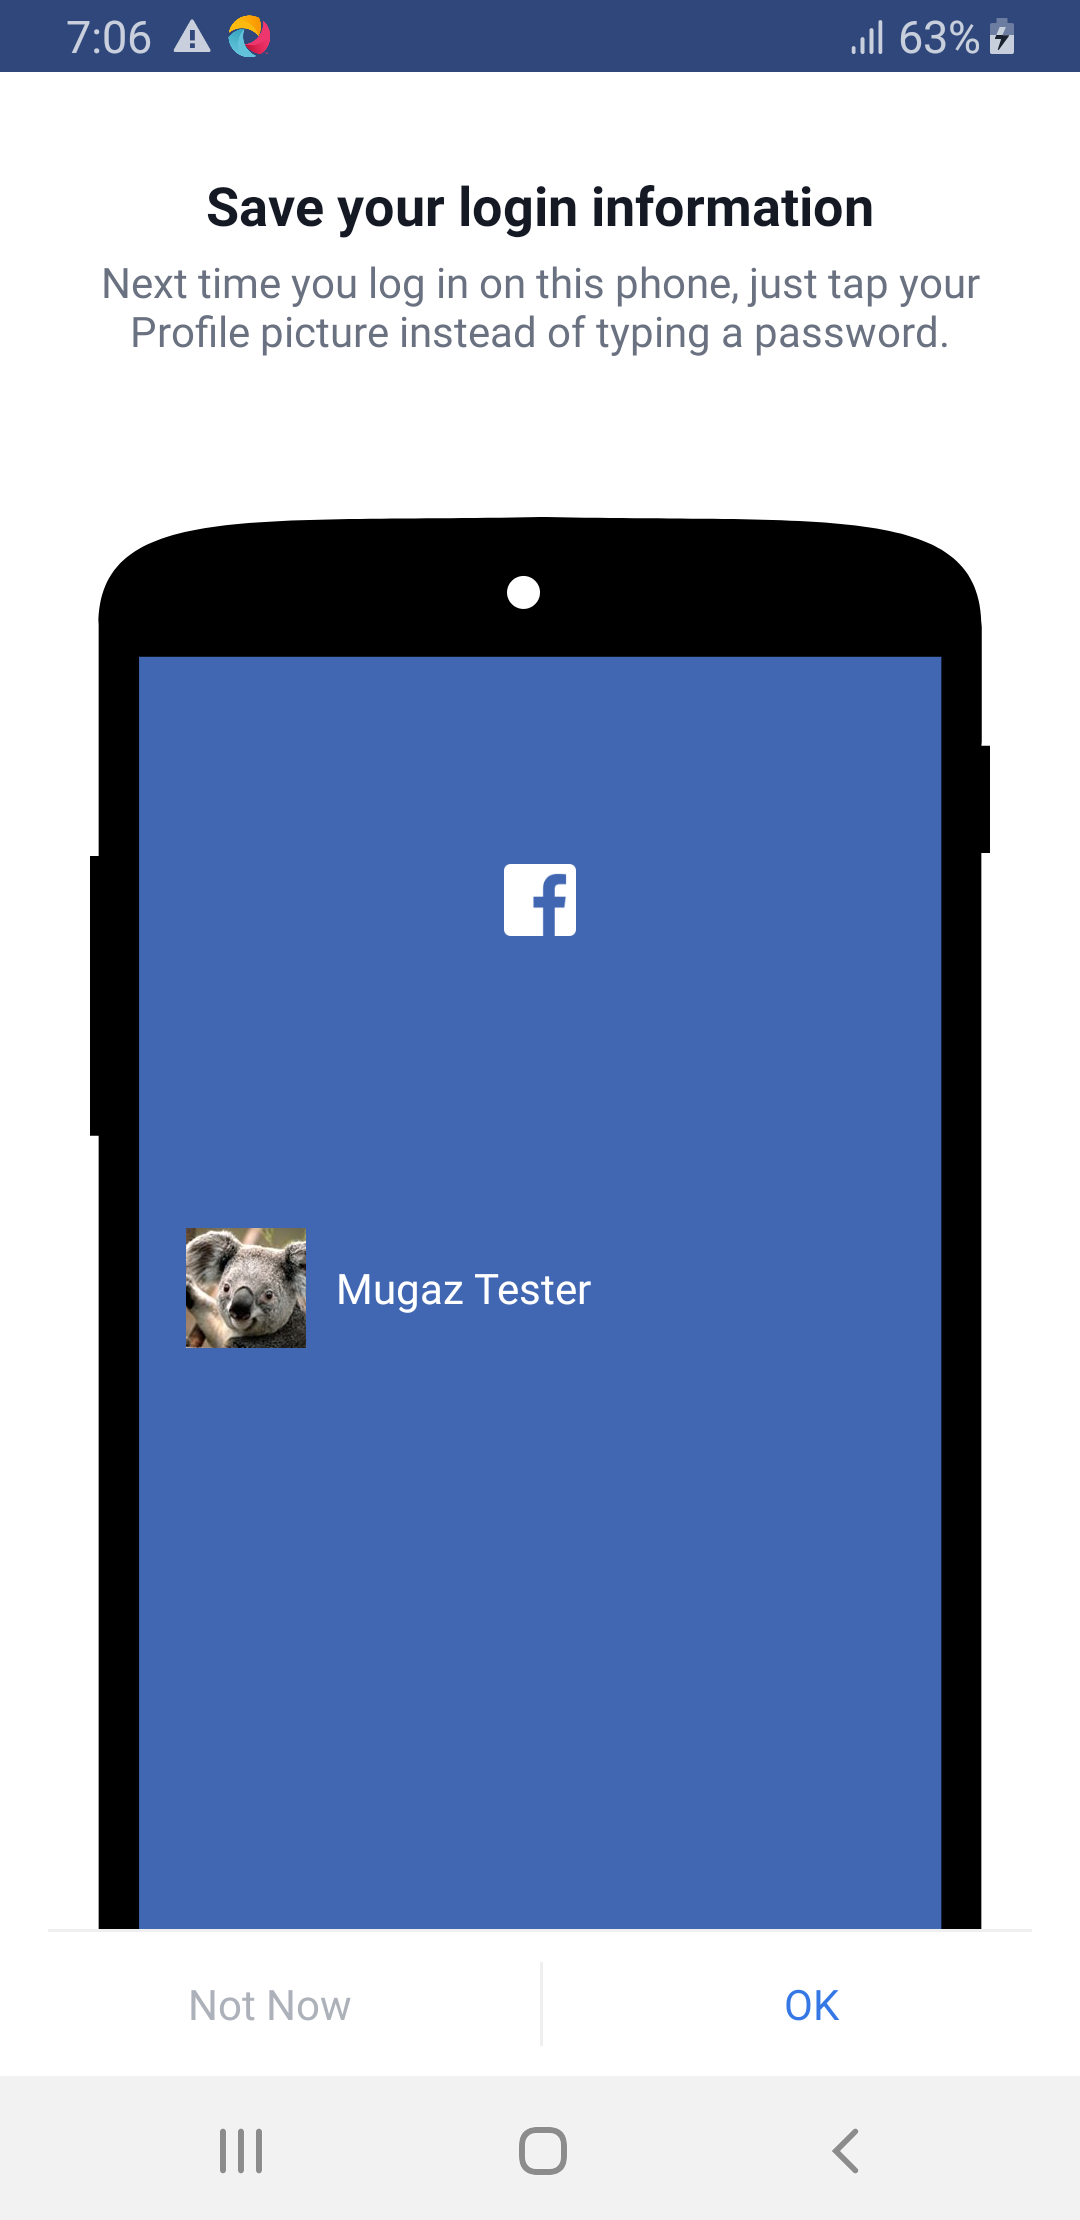 7:06
63%
Save your login information
Next time you log in on this phone, just tap your
Profile picture instead of typing a password.
Mugaz Tester
Not Now
OK